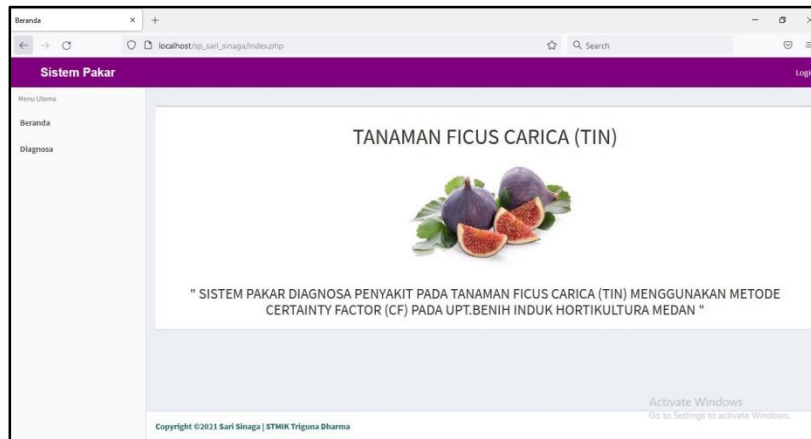 Beranda
localhost/sp_sari_sinaga/index.php
Search
Sistem Pakar
Logi
Menu Utama
Beranda
Diagnosa
TANAMAN FICUS CARICA (TIN)
" SISTEM PAKAR DIAGNOSA PENYAKIT PADA TANAMAN FICUS CARICA (TIN) MENGGUNAKAN METODE
CERTAINTY FACTOR (CF) PADA UPT.BENIH INDUK HORTIKULTURA MEDAN "
Activate Windows
Go to Settings to activate Windows.
Copyright ©2021 Sari Sinaga | STMIK Triguna Dharma